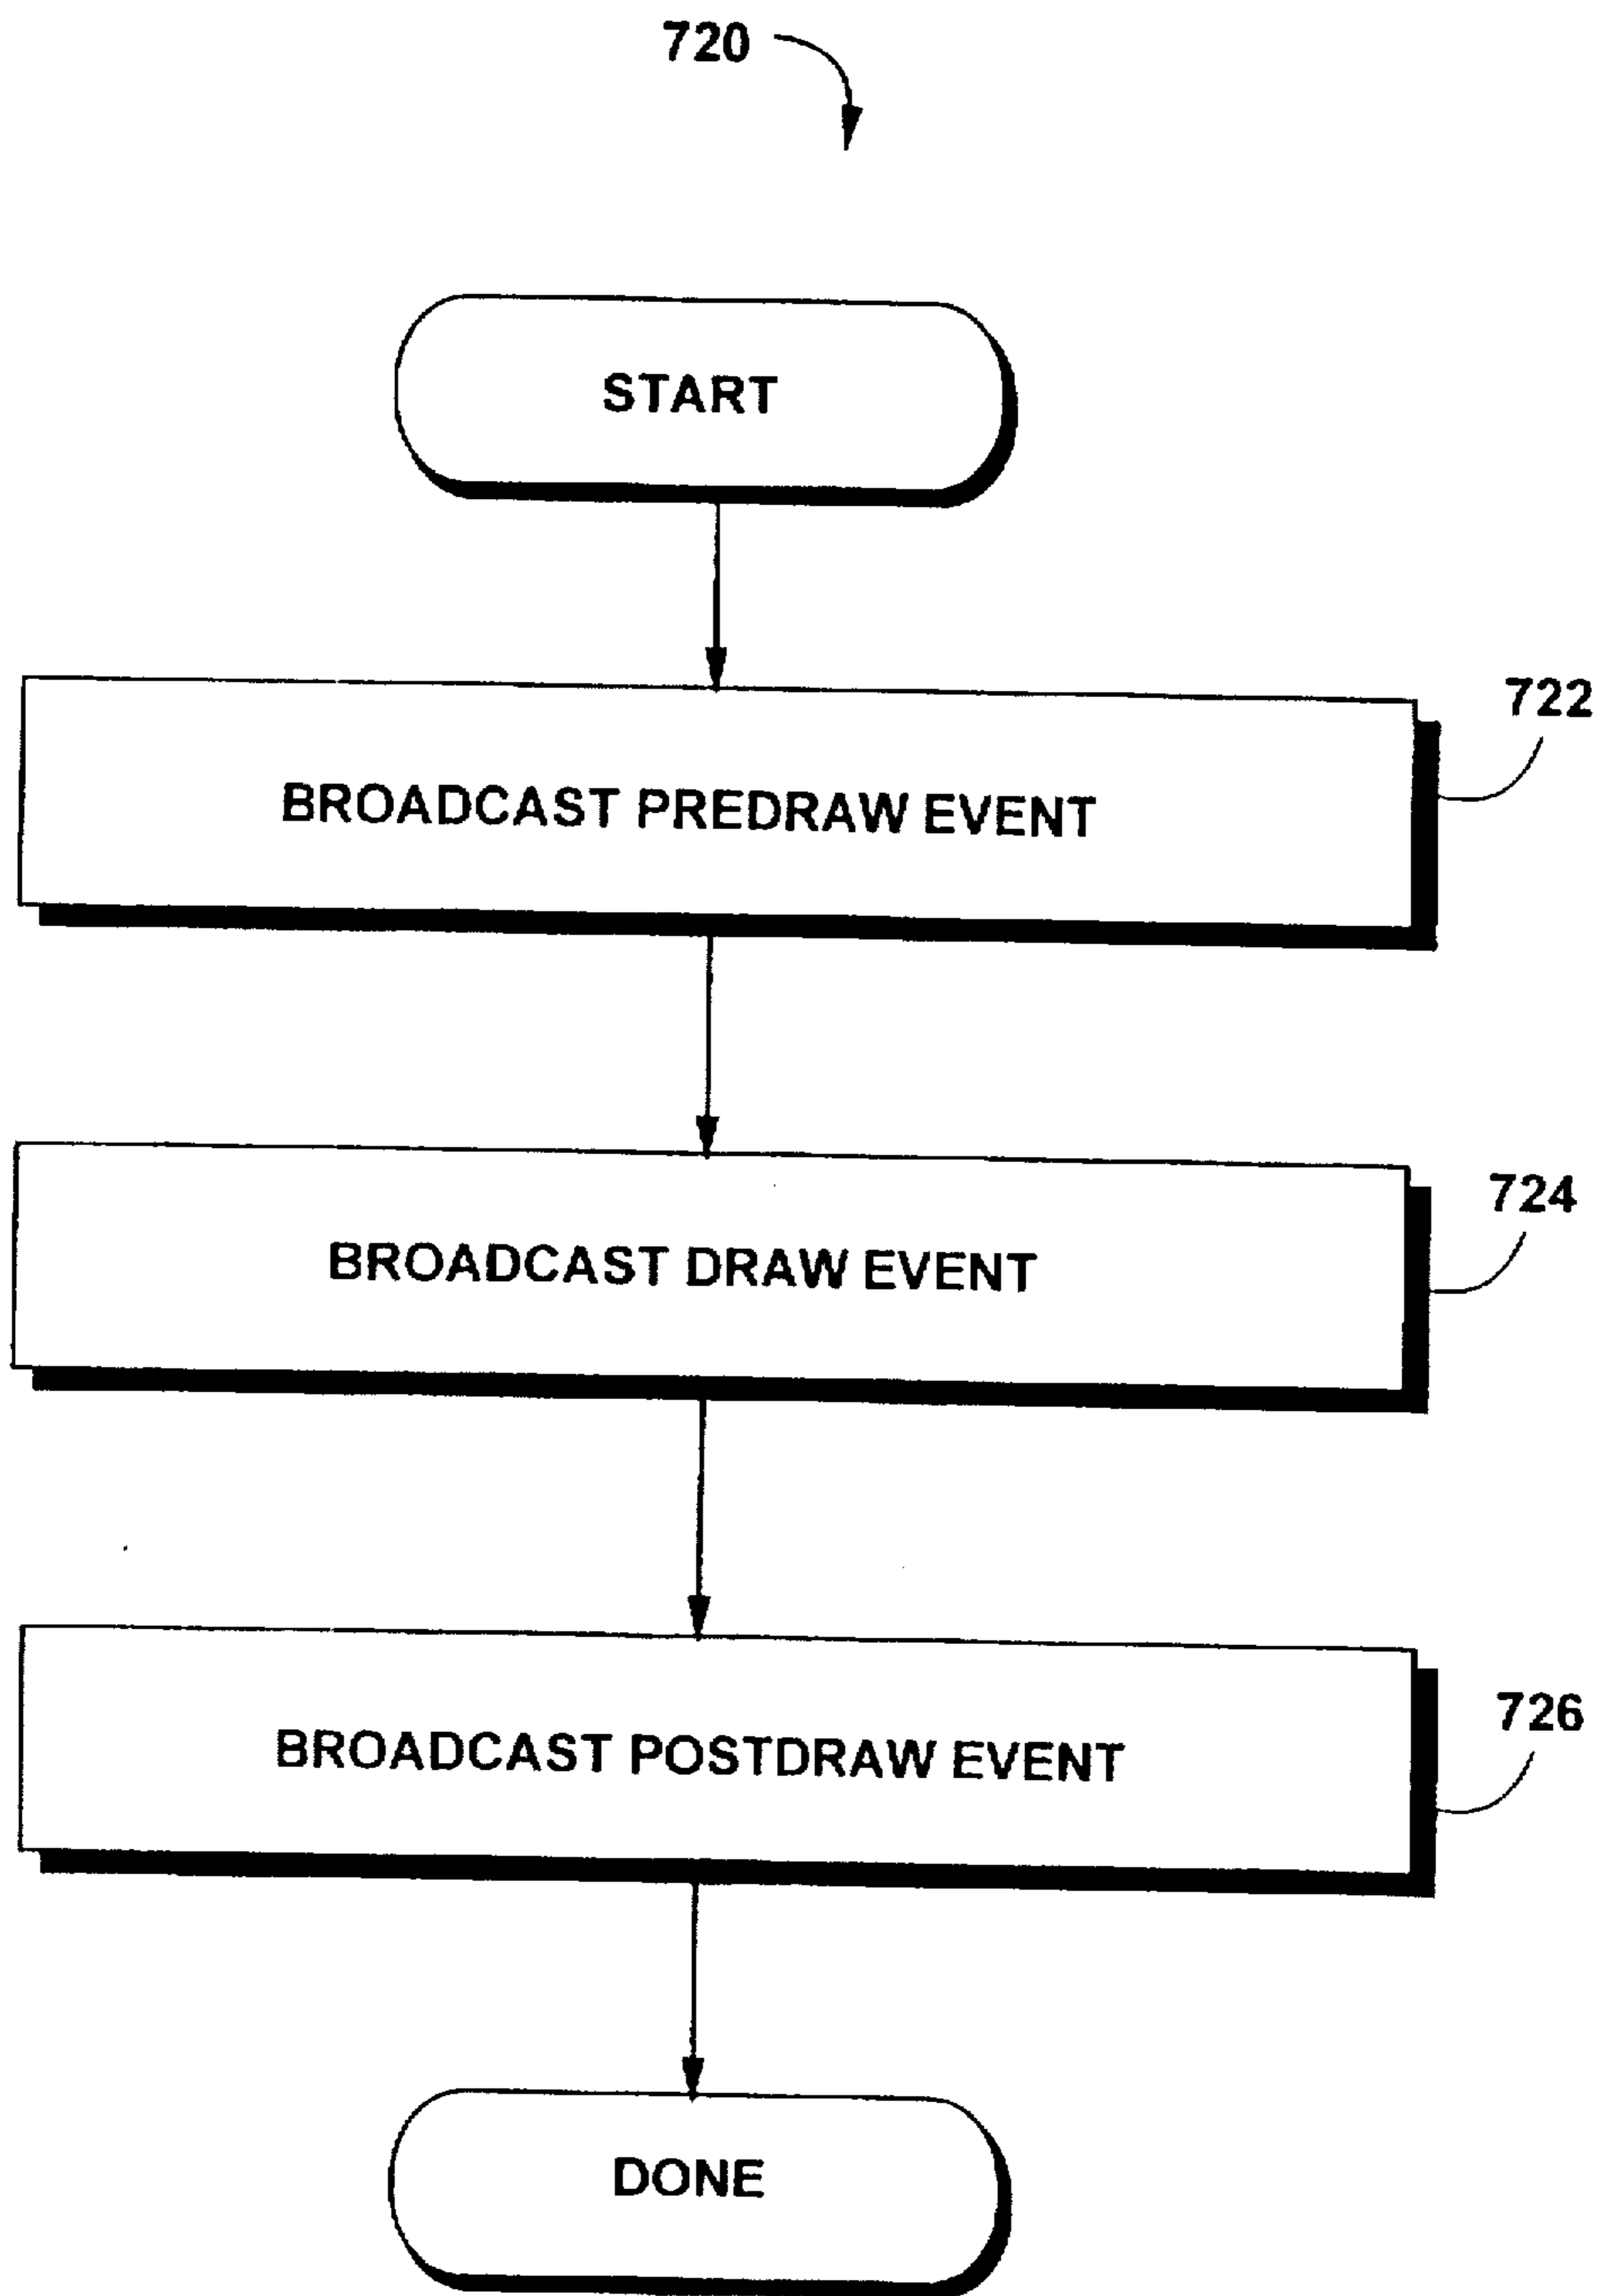 720
START
722
BROADCAST PREDRAW EVENT
724
BROADCAST DRAW EVENT
726
BROADCAST POSTDRAW EVENT
DONE